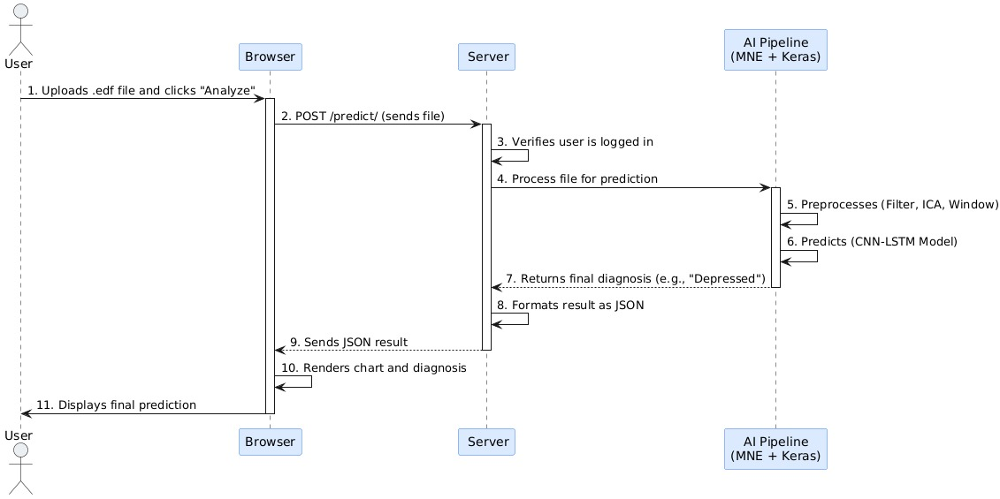 User
Browser
Server
AI Pipeline
(MNE + Keras)
1. Uploads .edf file and clicks "Analyze"
2. POST /predict/ (sends file)
3. Verifies user is logged in
4. Process file for prediction
5. Preprocesses (Filter, ICA, Window)
6. Predicts (CNN-LSTM Model)
7. Returns final diagnosis (e.g., "Depressed")
8. Formats result as JSON
9. Sends JSON result
10. Renders chart and diagnosis
11. Displays final prediction
User
Browser
Server
AI Pipeline
(MNE + Keras)